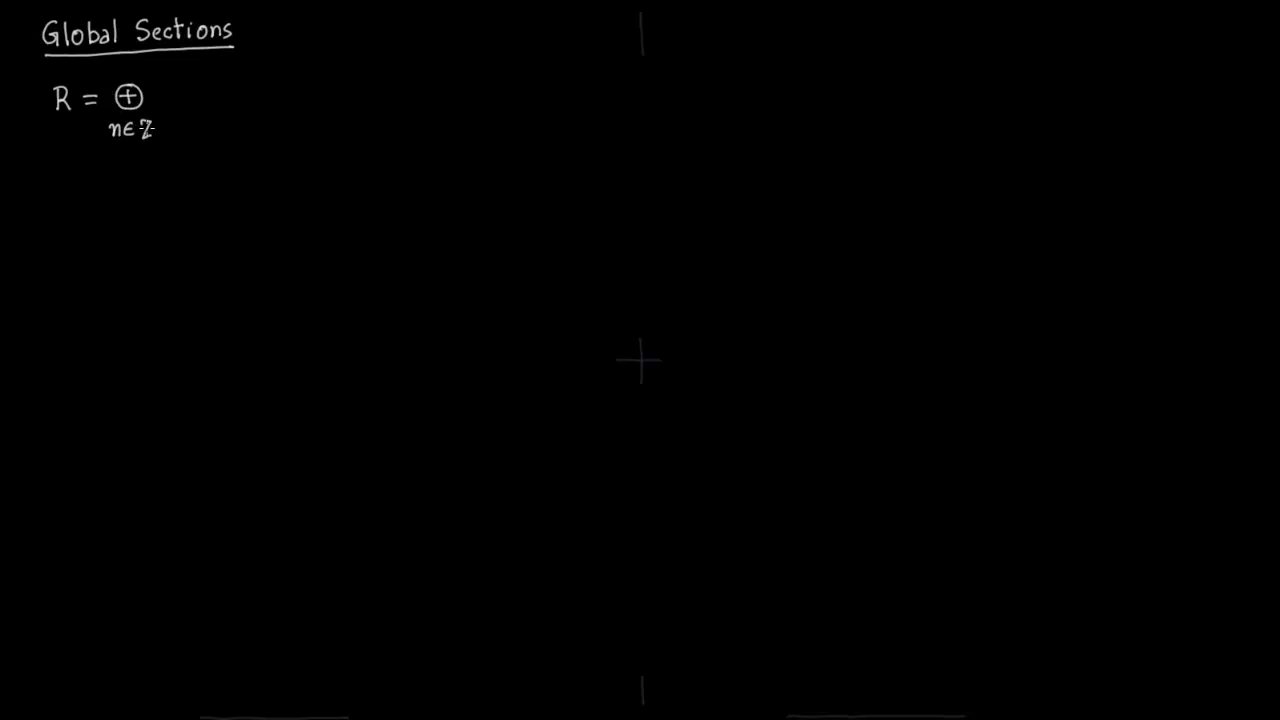 Global Sections
R = ⊕
n∈ℤ